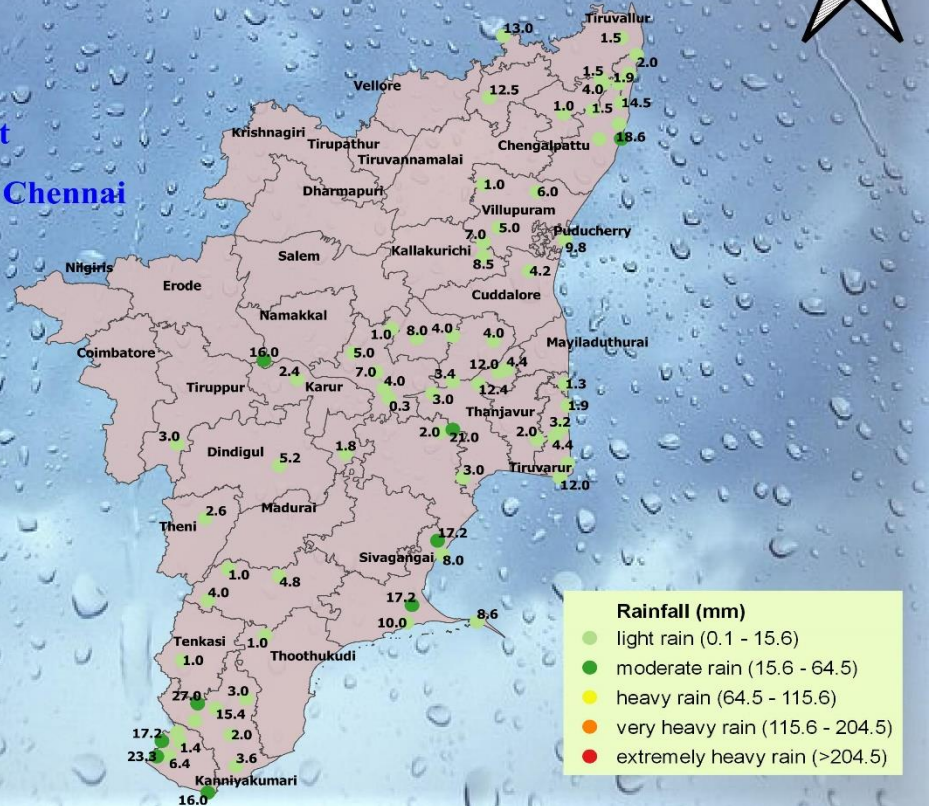 Tiruvallur
13.0
1.5
2.0
1.5
1.9
Vellore
12.5
4.0
1.0
1.5
14.5
t
Krishnagiri
Tirupathur
Chengalpattu
18.6
Tiruvannamalai
Chennai
Dharmapuri
1.0
6.0
Villupuram
5.0
7.0
Puducherry
9.8
Kallakurichi
8.5
Salem
4.2
Nilgiris
Erode
Cuddalore
Namakkal
1.0
8.0
4.0
4.0
Mayiladuthurai
Coimbatore
16.0
5.0
12.0
4.4
2.4
7.0
4.0
3.4
1.3
Tiruppur
Karur
12.4
0.3
3.0
1.9
Thanjavur
3.2
3.0
2.0
21.0
2.0
4.4
Dindigul
1.8
5.2
Tiruvarur
3.0
12.0
2.6
Madurai
Theni
17.2
Sivagangai
8.0
1.0
4.8
4.0
17.2
8.6
10.0
Tenkasi
1.0
Thoothukudi
1.0
27.0
3.0
15.4
17.2
2.0
1.4
23.3
6.4
3.6
Kanniyakumari
16.0
Rainfall (mm)
light rain (0.1 - 15.6)
moderate rain (15.6 - 64.5)
heavy rain (64.5 - 115.6)
very heavy rain (115.6 - 204.5)
extremely heavy rain (>204.5)